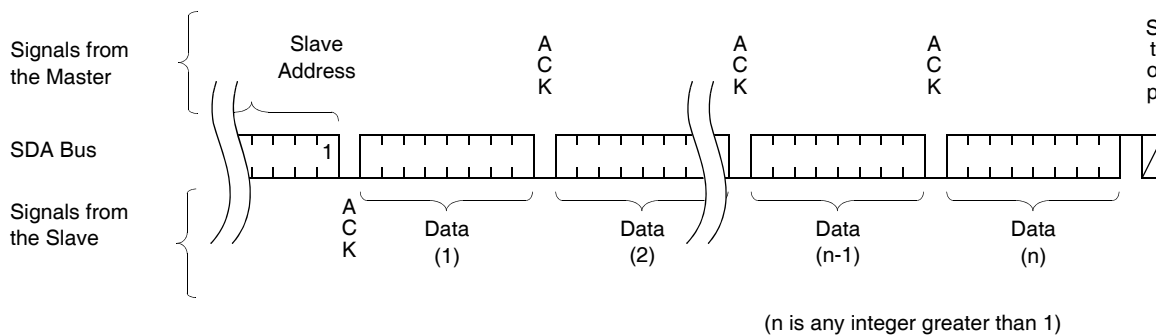 Signals from
the Master
Slave
Address
A
C
K
A
C
K
A
C
K
S
t
o
p
SDA Bus
1
Signals from
the Slave
A
C
K
Data
(1)
Data
(2)
Data
(n-1)
Data
(n)
(n is any integer greater than 1)